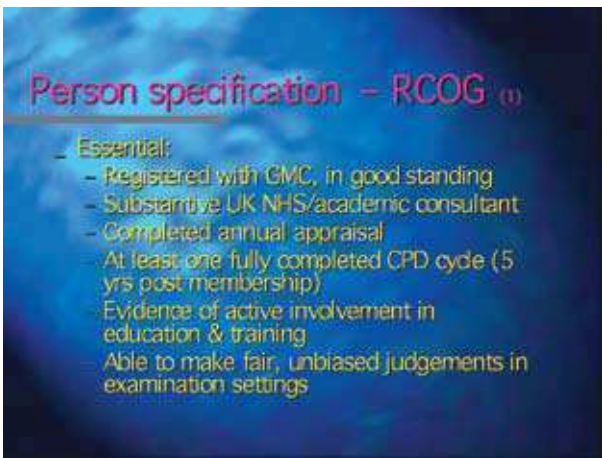 Person specification – RCOG (1)
– Essential:
– Registered with GMC, in good standing
– Substantive UK NHS/academic consultant
– Completed annual appraisal
– At least one fully completed CPD cycle (5
yrs post membership)
– Evidence of active involvement in
education & training
– Able to make fair, unbiased judgements in
examination settings